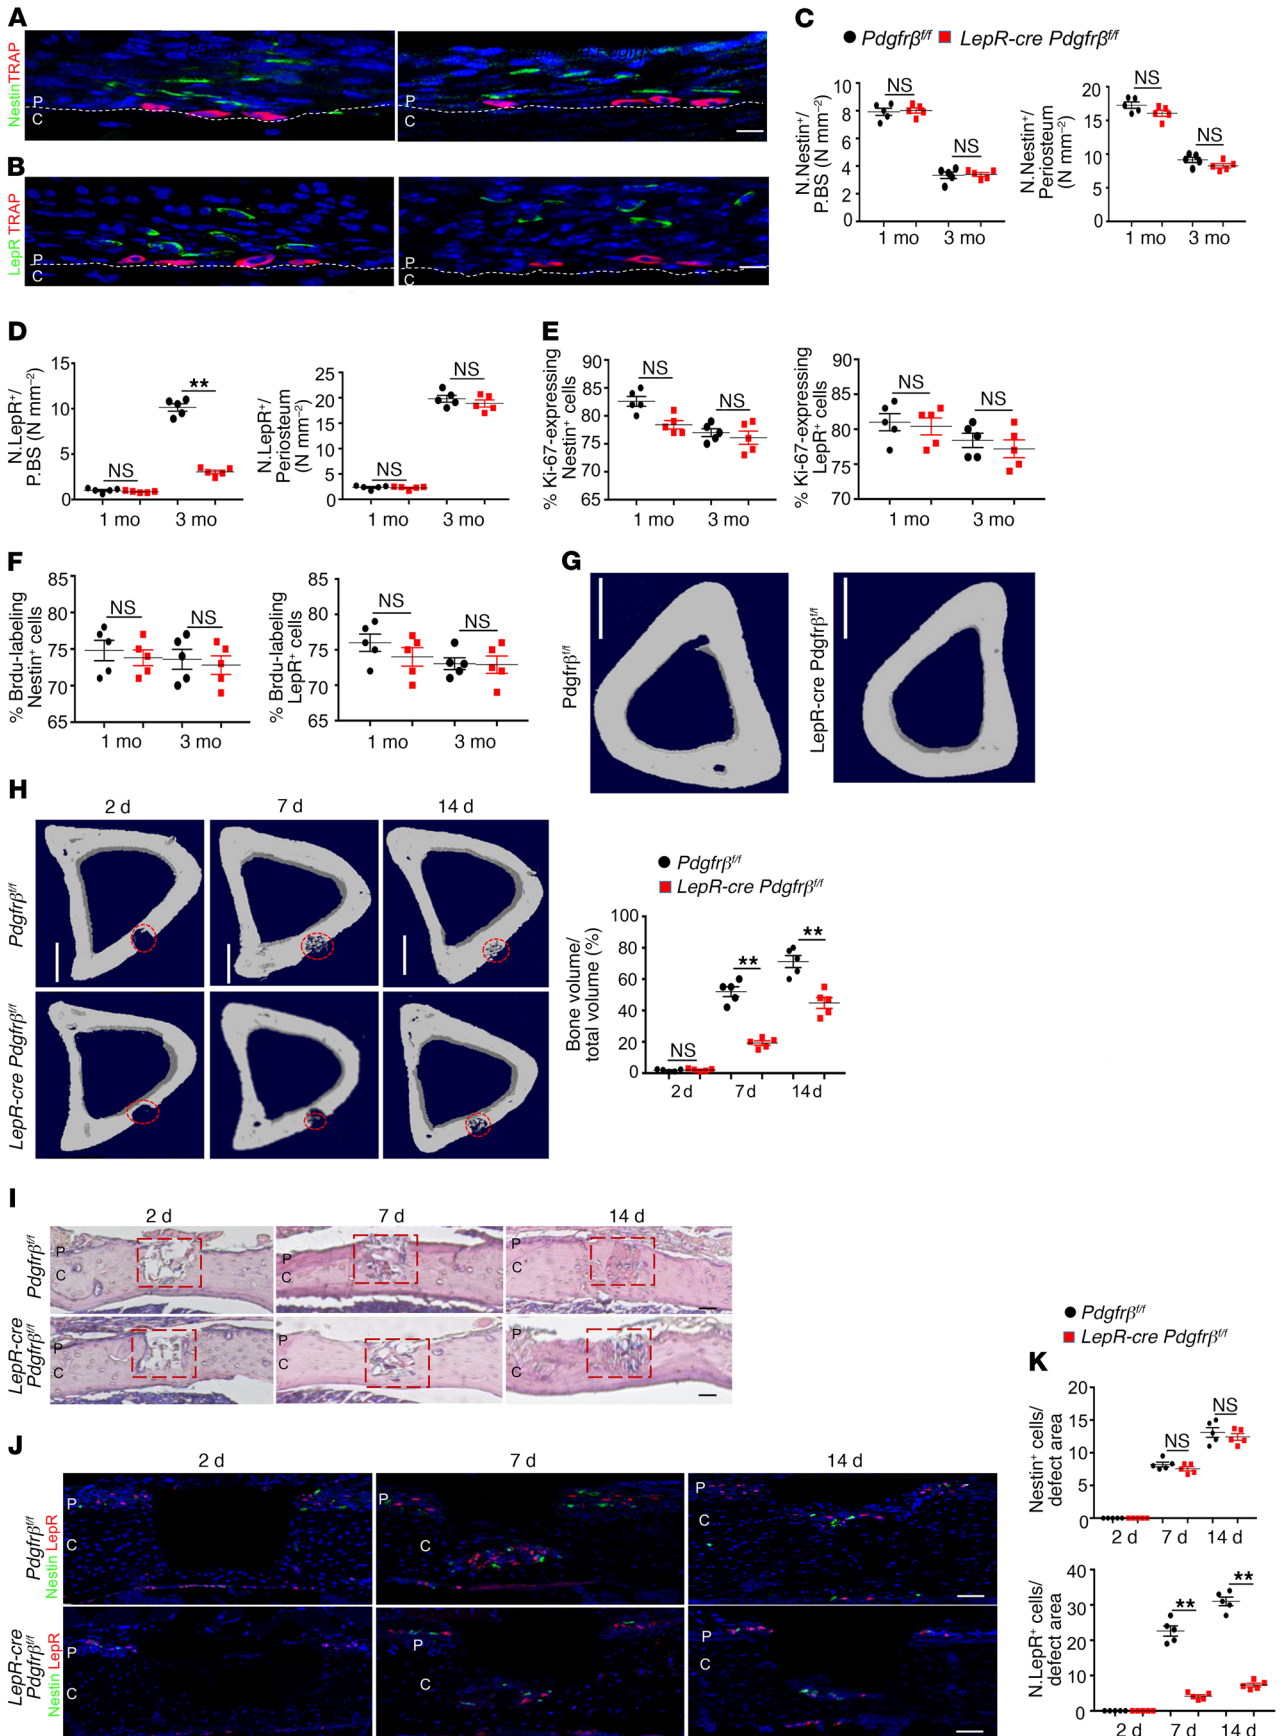 A
Nestin TRAP
P
C
P
C
B
LepR TRAP
P
C
P
C
C
Pdgfrβf/f LepR-cre Pdgfrβf/f
N.Nestin+/
P.BS (N mm−2)
10
8
6
4
2
0
NS
NS
1 mo 3 mo
N.Nestin+/
Periosteum
(N mm−2)
20
15
10
5
0
NS
NS
1 mo 3 mo
D
N.LepR+/
P.BS (N mm−2)
15
10
5
0
NS
**
1 mo 3 mo
N.LepR+/
Periosteum
(N mm−2)
25
20
15
10
5
0
NS
NS
1 mo 3 mo
E
% Ki-67-expressing
Nestin+ cells
90
85
80
75
70
65
NS
NS
1 mo 3 mo
% Ki-67-expressing
LepR+ cells
90
85
80
75
70
NS
NS
1 mo 3 mo
F
% Brdu-labeling
Nestin+ cells
85
80
75
70
65
NS
NS
1 mo 3 mo
% Brdu-labeling
LepR+ cells
85
80
75
70
65
NS
NS
1 mo 3 mo
G
Pdgfrβf/f
LepR-cre Pdgfrβf/f
H
2 d 7 d 14 d
Pdgfrβf/f
LepR-cre Pdgfrβf/f
Pdgfrβf/f
LepR-cre Pdgfrβf/f
Bone volume/
total volume (%)
100
80
60
40
20
0
NS
**
**
2 d 7 d 14 d
I
2 d 7 d 14 d
Pdgfrβf/f
P
C
P
C
P
C
LepR-cre
Pdgfrβf/f
P
C
P
C
P
C
J
2 d 7 d 14 d
Pdgfrβf/f
Nestin LepR
P
C
P
C
P
C
LepR-cre
Pdgfrβf/f
Nestin LepR
P
C
P
C
P
C
Pdgfrβf/f
LepR-cre Pdgfrβf/f
K
Nestin+ cells/
defect area
20
15
10
5
0
NS
NS
2 d 7 d 14 d
N.LepR+ cells/
defect area
40
30
20
10
0
**
**
2 d 7 d 14 d